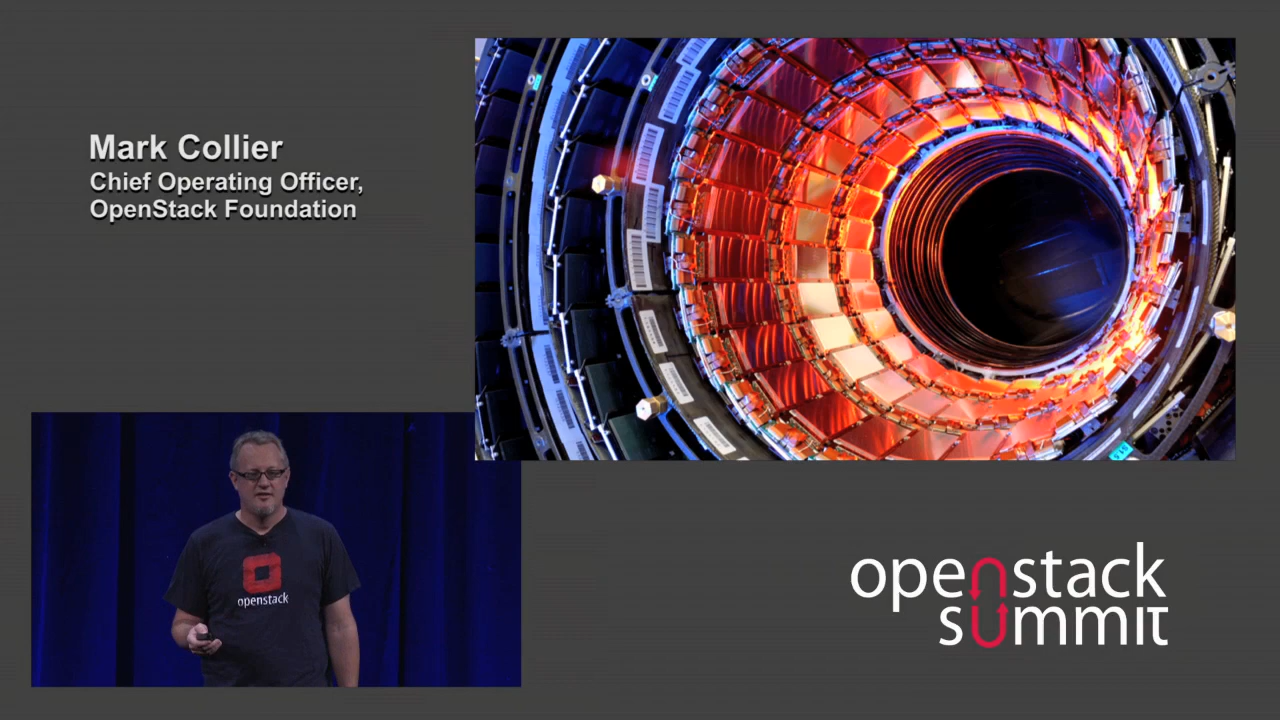 Mark Collier
Chief Operating Officer,
OpenStack Foundation
openstack
openstack
summit